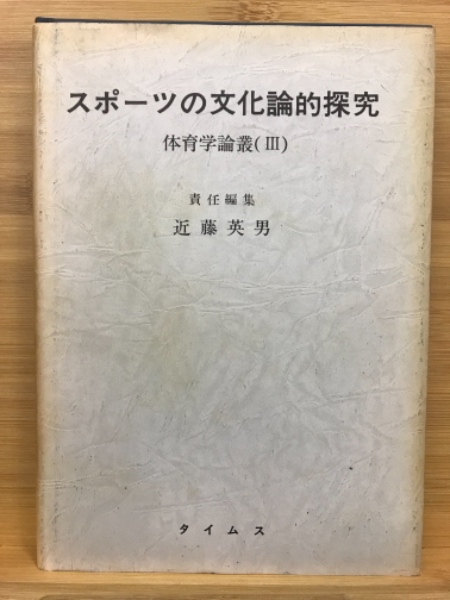 スポーツの文化論的探究
体育学論叢(Ⅲ)
責任編集
近藤英男
タイムス